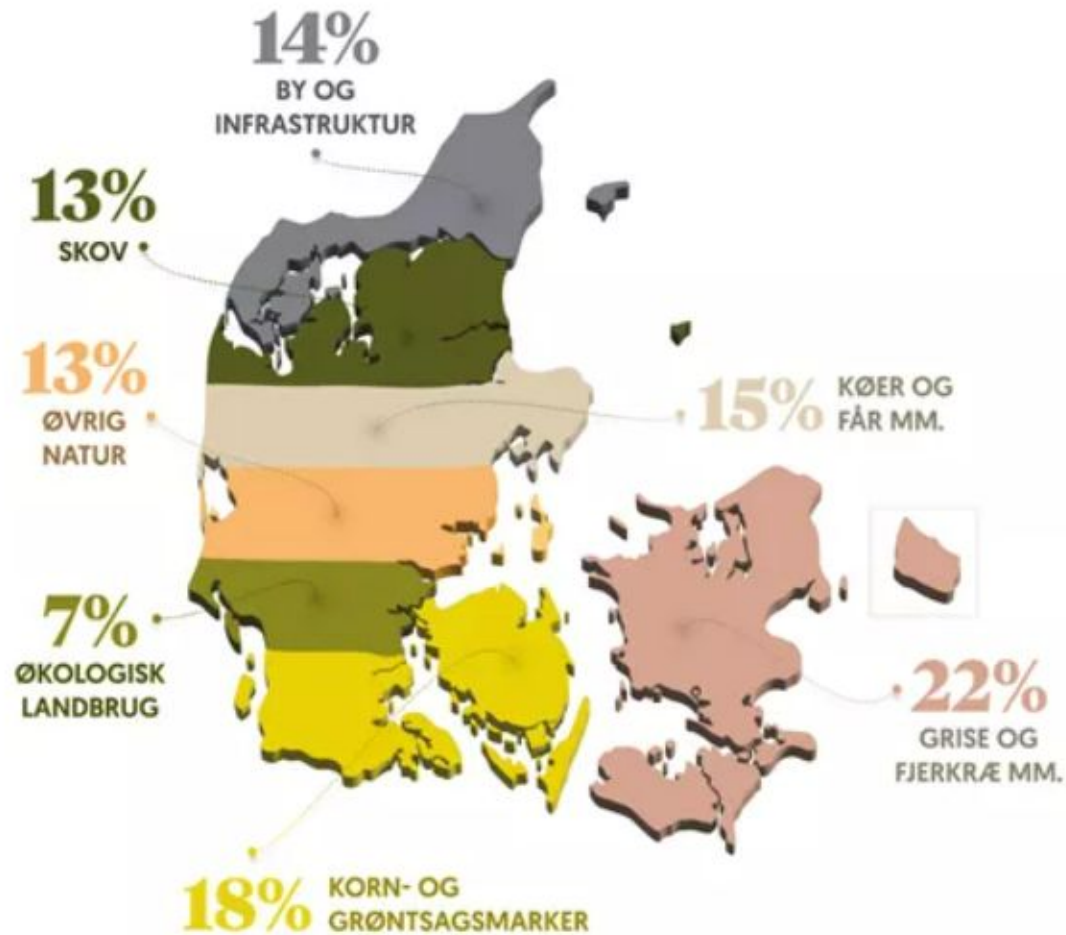 14%
BY OG
INFRASTRUKTUR
13%
SKOV
13%
ØVRIG
NATUR
15%
KØER OG
FÅR MM.
7%
ØKOLOGISK
LANDBRUG
22%
GRISE OG
FJERKRÆ MM.
18%
KORN- OG
GRØNTSAGSMARKER